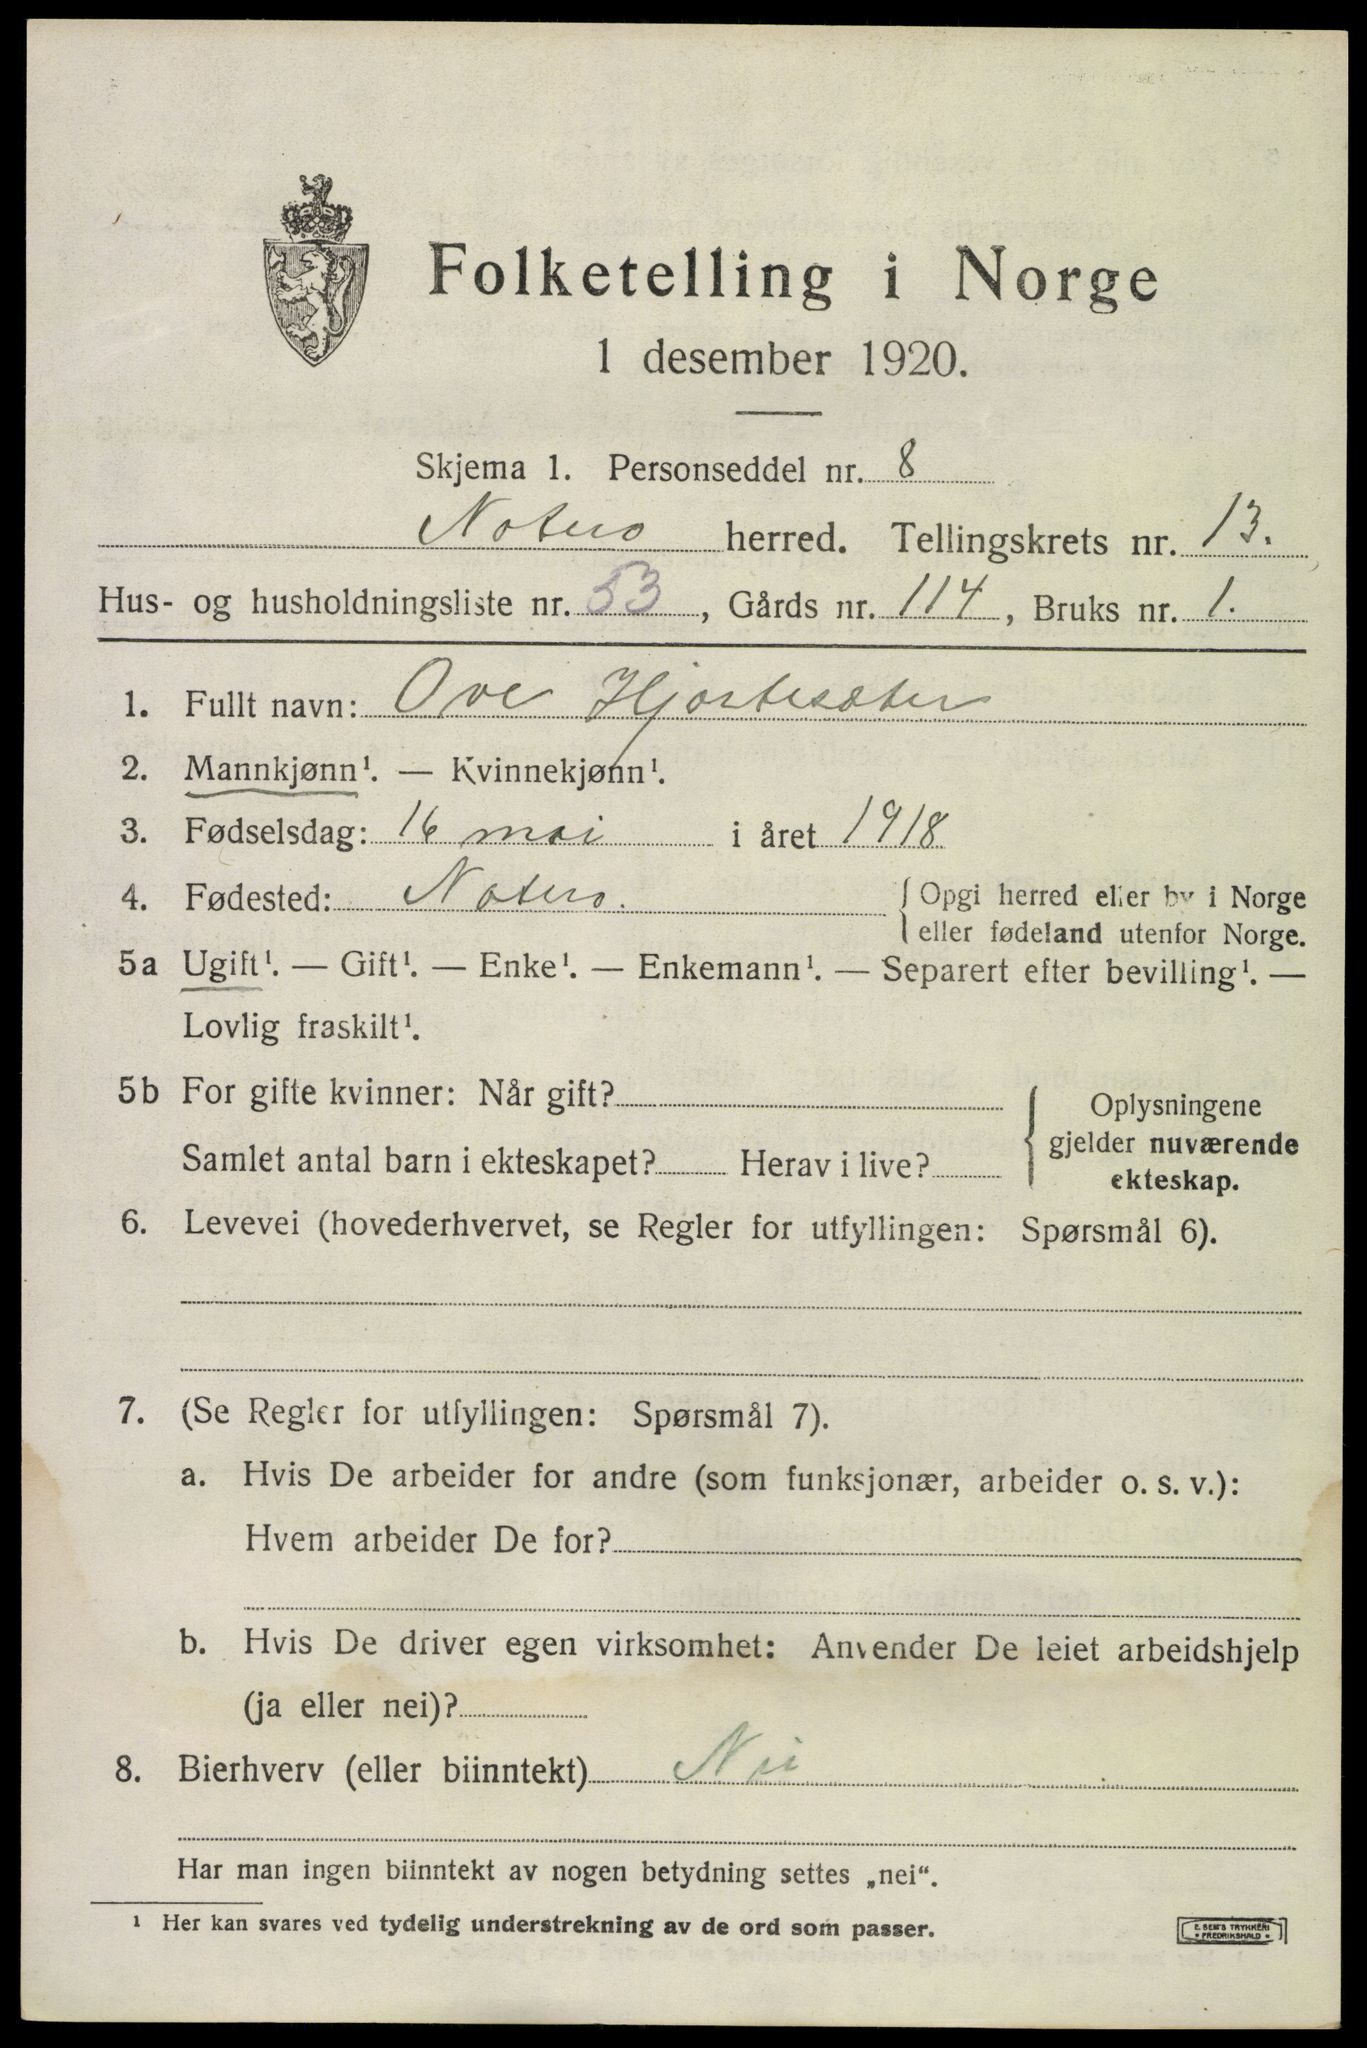 Folketelling i Norge
1 desember 1920.
Skjema 1. Personseddel nr. 8
Nøtterø herred. Tellingskrets nr. 13.
Hus- og husholdningsliste nr. 53, Gårds nr. 114, Bruks nr. 1.
1. Fullt navn: Ove Hjortesæter
2. Mannkjønn¹. — Kvinnekjønn¹.
3. Fødselsdag: 16 mai i året 1918
4. Fødested: Nøtterø. Opgi herred eller by i Norge
eller fødeland utenfor Norge.
5a Ugift¹. — Gift¹. — Enke¹. — Enkemann¹. — Separert efter bevilling¹. —
Lovlig fraskilt¹.
5b For gifte kvinner: Når gift? Oplysningene
gjelder nuværende
Samlet antal barn i ekteskapet? Herav i live?
ekteskap.
6. Levevei (hovederhvervet, se Regler for utfyllingen: Spørsmål 6).
7. (Se Regler for utfyllingen: Spørsmål 7).
a. Hvis De arbeider for andre (som funksjonær, arbeider o. s. v.):
Hvem arbeider De for?
b. Hvis De driver egen virksomhet: Anvender De leiet arbeidshjelp
(ja eller nei)?
8. Bierhverv (eller biinntekt) Nei
Har man ingen biinntekt av nogen betydning settes „nei“.
¹ Her kan svares ved tydelig understrekning av de ord som passer.
E. SEM'S TRYKKERI
• FREDRIKSHALD •